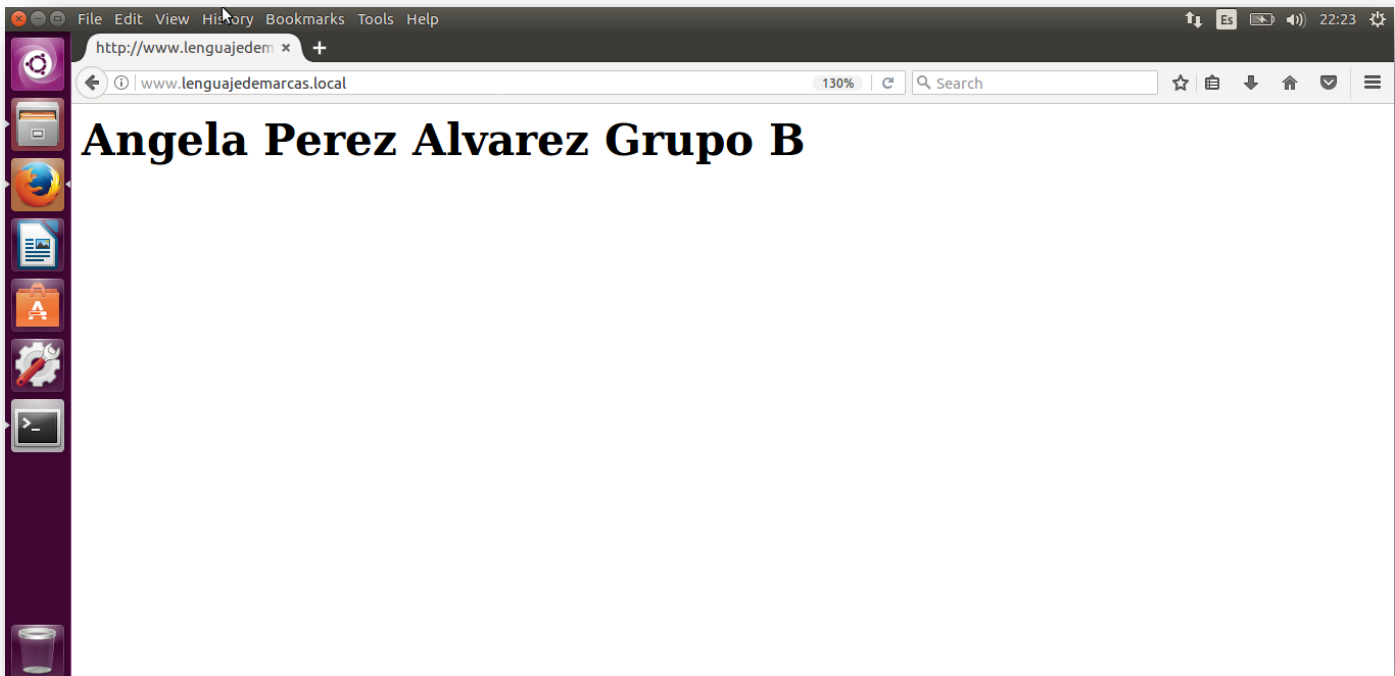 File Edit View History Bookmarks Tools Help
Es
22:23
http://www.lenguajedem
www.lenguajedemarcas.local
130%
Search
Angela Perez Alvarez Grupo B